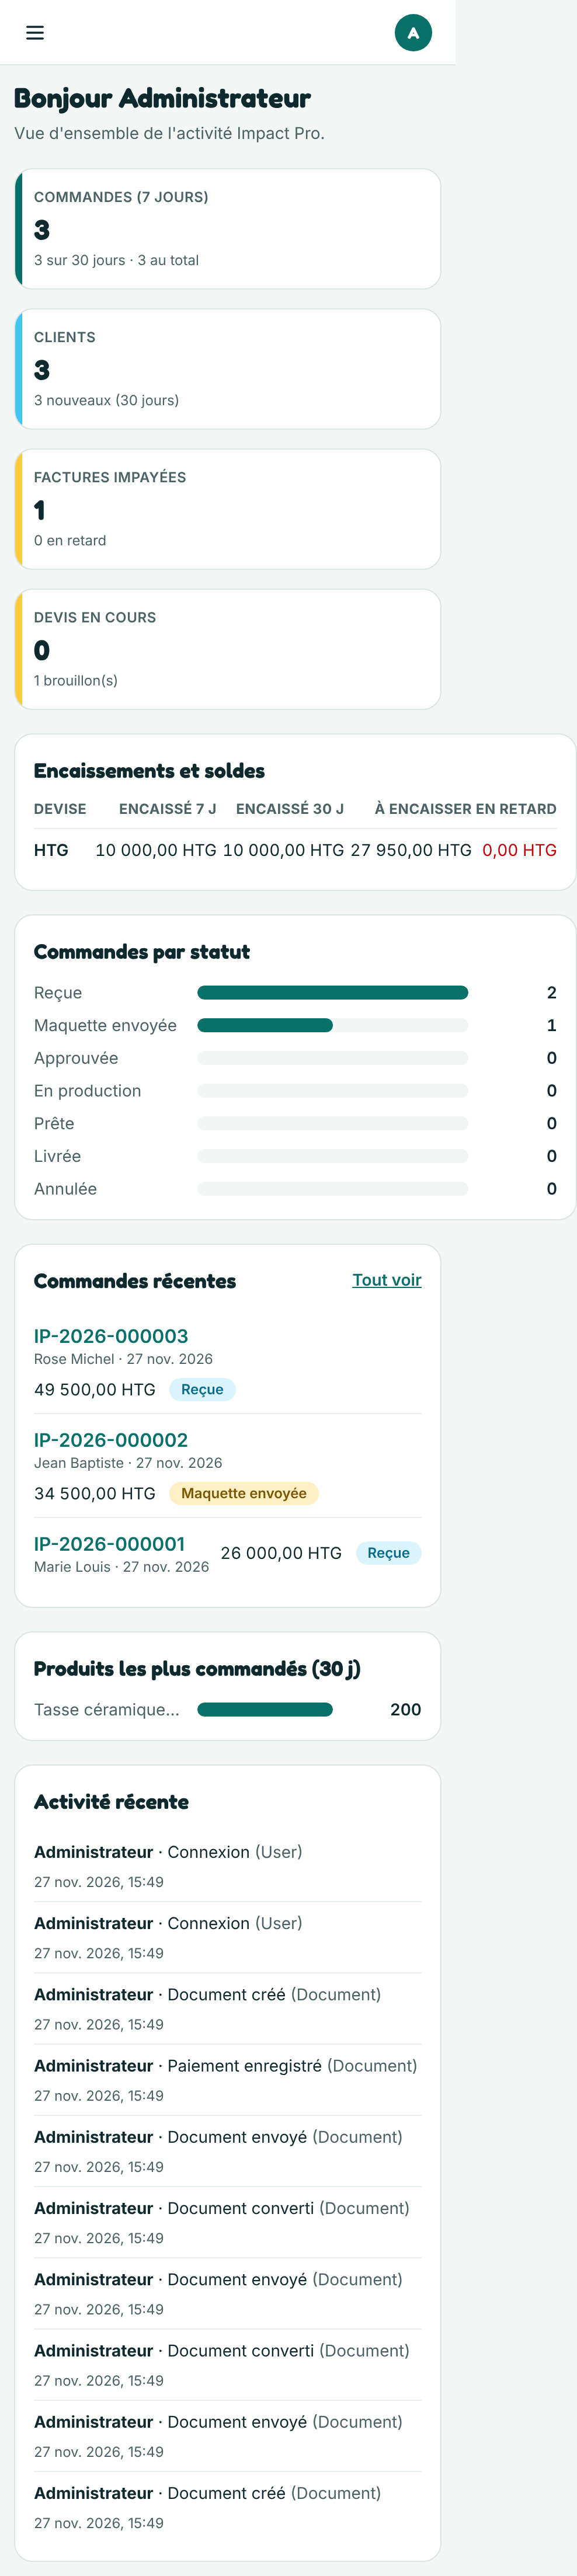 A
Bonjour Administrateur
Vue d'ensemble de l'activité Impact Pro.
COMMANDES (7 JOURS)
3
3 sur 30 jours · 3 au total
CLIENTS
3
3 nouveaux (30 jours)
FACTURES IMPAYÉES
1
0 en retard
DEVIS EN COURS
0
1 brouillon(s)
Encaissements et soldes
DEVISE ENCAISSÉ 7 J ENCAISSÉ 30 J À ENCAISSER EN RETARD
HTG 10 000,00 HTG 10 000,00 HTG 27 950,00 HTG 0,00 HTG
Commandes par statut
Reçue 2
Maquette envoyée 1
Approuvée 0
En production 0
Prête 0
Livrée 0
Annulée 0
Commandes récentes Tout voir
IP-2026-000003
Rose Michel · 27 nov. 2026
49 500,00 HTG Reçue
IP-2026-000002
Jean Baptiste · 27 nov. 2026
34 500,00 HTG Maquette envoyée
IP-2026-000001
Marie Louis · 27 nov. 2026
26 000,00 HTG Reçue
Produits les plus commandés (30 j)
Tasse céramique... 200
Activité récente
Administrateur · Connexion (User)
27 nov. 2026, 15:49
Administrateur · Connexion (User)
27 nov. 2026, 15:49
Administrateur · Document créé (Document)
27 nov. 2026, 15:49
Administrateur · Paiement enregistré (Document)
27 nov. 2026, 15:49
Administrateur · Document envoyé (Document)
27 nov. 2026, 15:49
Administrateur · Document converti (Document)
27 nov. 2026, 15:49
Administrateur · Document envoyé (Document)
27 nov. 2026, 15:49
Administrateur · Document converti (Document)
27 nov. 2026, 15:49
Administrateur · Document envoyé (Document)
27 nov. 2026, 15:49
Administrateur · Document créé (Document)
27 nov. 2026, 15:49